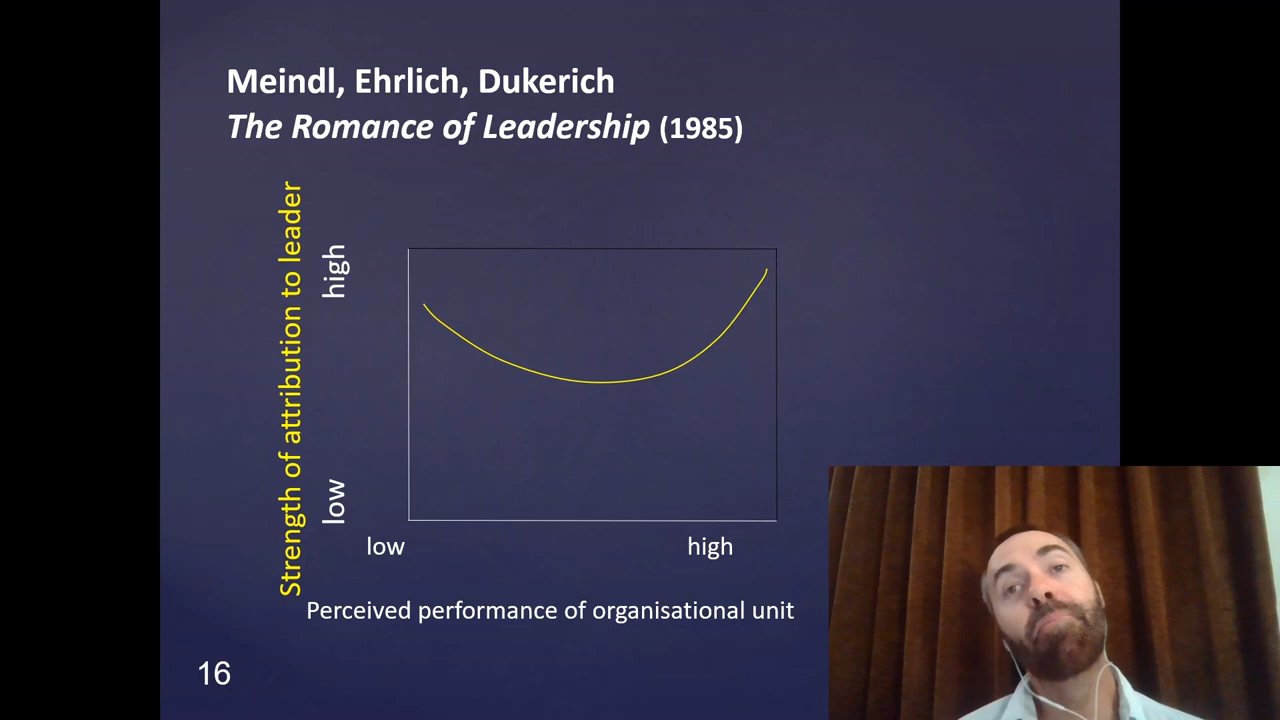 Meindl, Ehrlich, Dukerich
The Romance of Leadership (1985)
Strength of attribution to leader
high
low
low
high
Perceived performance of organisational unit
16